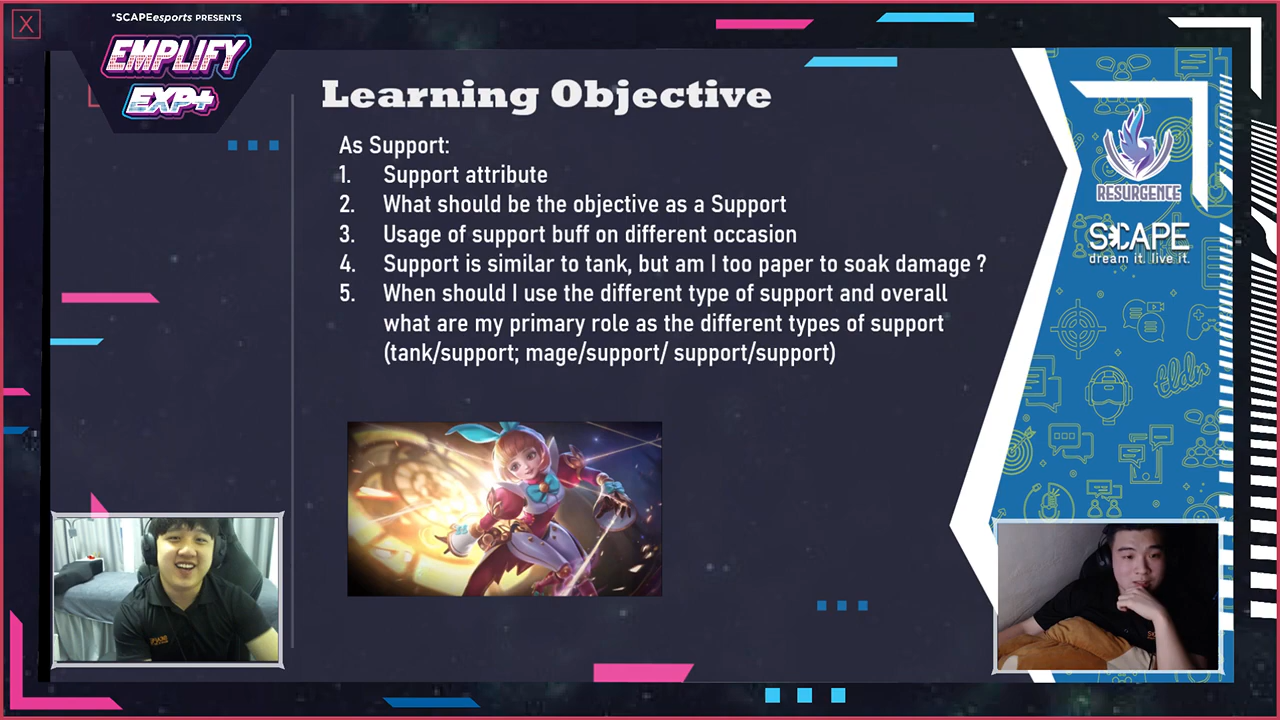 X
*SCAPEesports PRESENTS
EMPLIFY
EXP+
Learning Objective
As Support:
1. Support attribute
2. What should be the objective as a Support
3. Usage of support buff on different occasion
4. Support is similar to tank, but am I too paper to soak damage ?
5. When should I use the different type of support and overall
what are my primary role as the different types of support
(tank/support; mage/support/ support/support)
RESURGENCE
S*CAPE
dream it. live it.
tldr